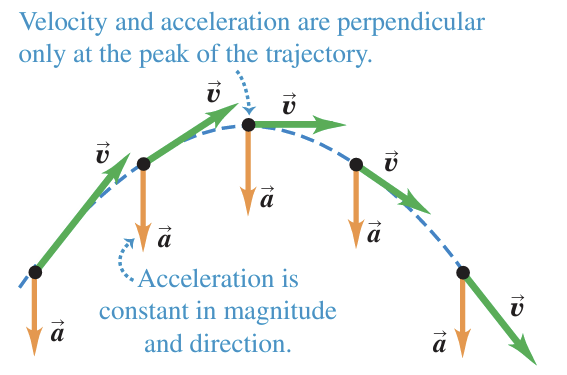 Velocity and acceleration are perpendicular
only at the peak of the trajectory.
v⃗
v⃗
v⃗
v⃗
a⃗
a⃗
a⃗
Acceleration is
constant in magnitude
and direction.
v⃗
a⃗
a⃗